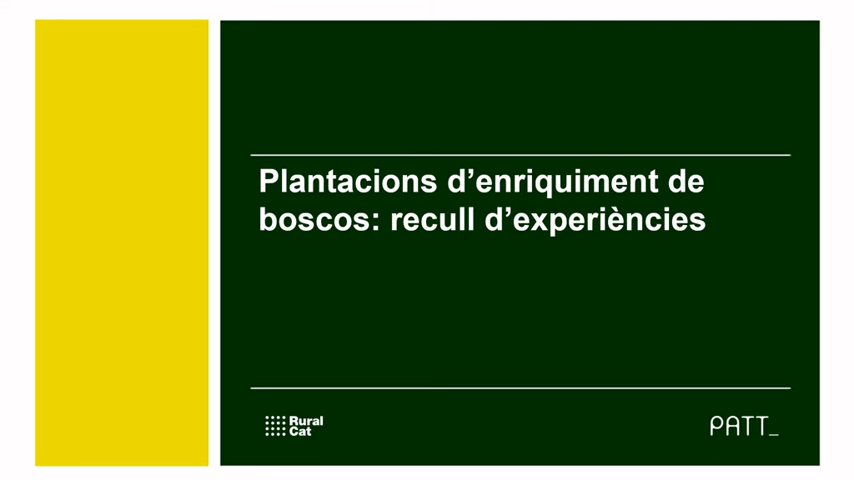 Plantacions d’enriquiment de
boscos: recull d’experiències
Rural
Cat
PATT_